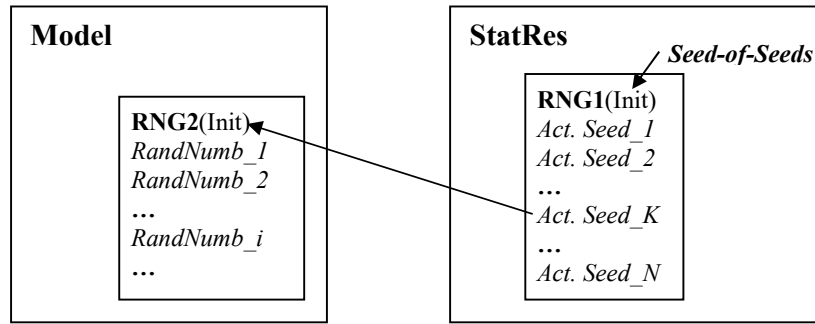 Model
RNG2(Init)
RandNumb_1
RandNumb_2
...
RandNumb_i
...
StatRes
Seed-of-Seeds
RNG1(Init)
Act. Seed_1
Act. Seed_2
...
Act. Seed_K
...
Act. Seed_N